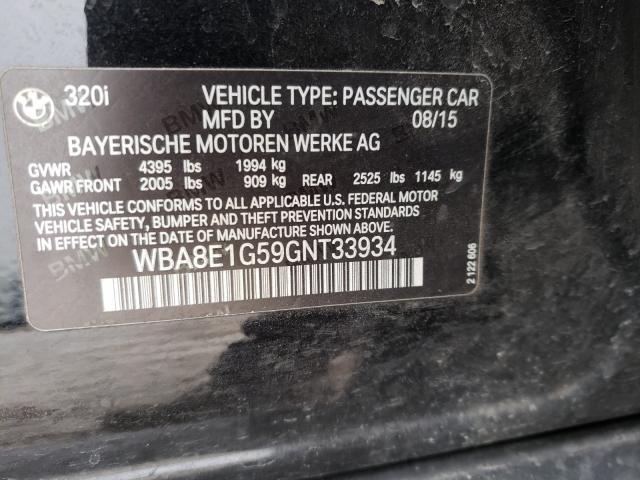 320i VEHICLE TYPE: PASSENGER CAR
MFD BY 08/15
BAYERISCHE MOTOREN WERKE AG
GVWR 4395 lbs 1994 kg
GAWR FRONT 2005 lbs 909 kg REAR 2525 lbs 1145 kg
THIS VEHICLE CONFORMS TO ALL APPLICABLE U.S. FEDERAL MOTOR
VEHICLE SAFETY, BUMPER AND THEFT PREVENTION STANDARDS
IN EFFECT ON THE DATE OF MANUFACTURE SHOWN ABOVE.
WBA8E1G59GNT33934
2 122 606